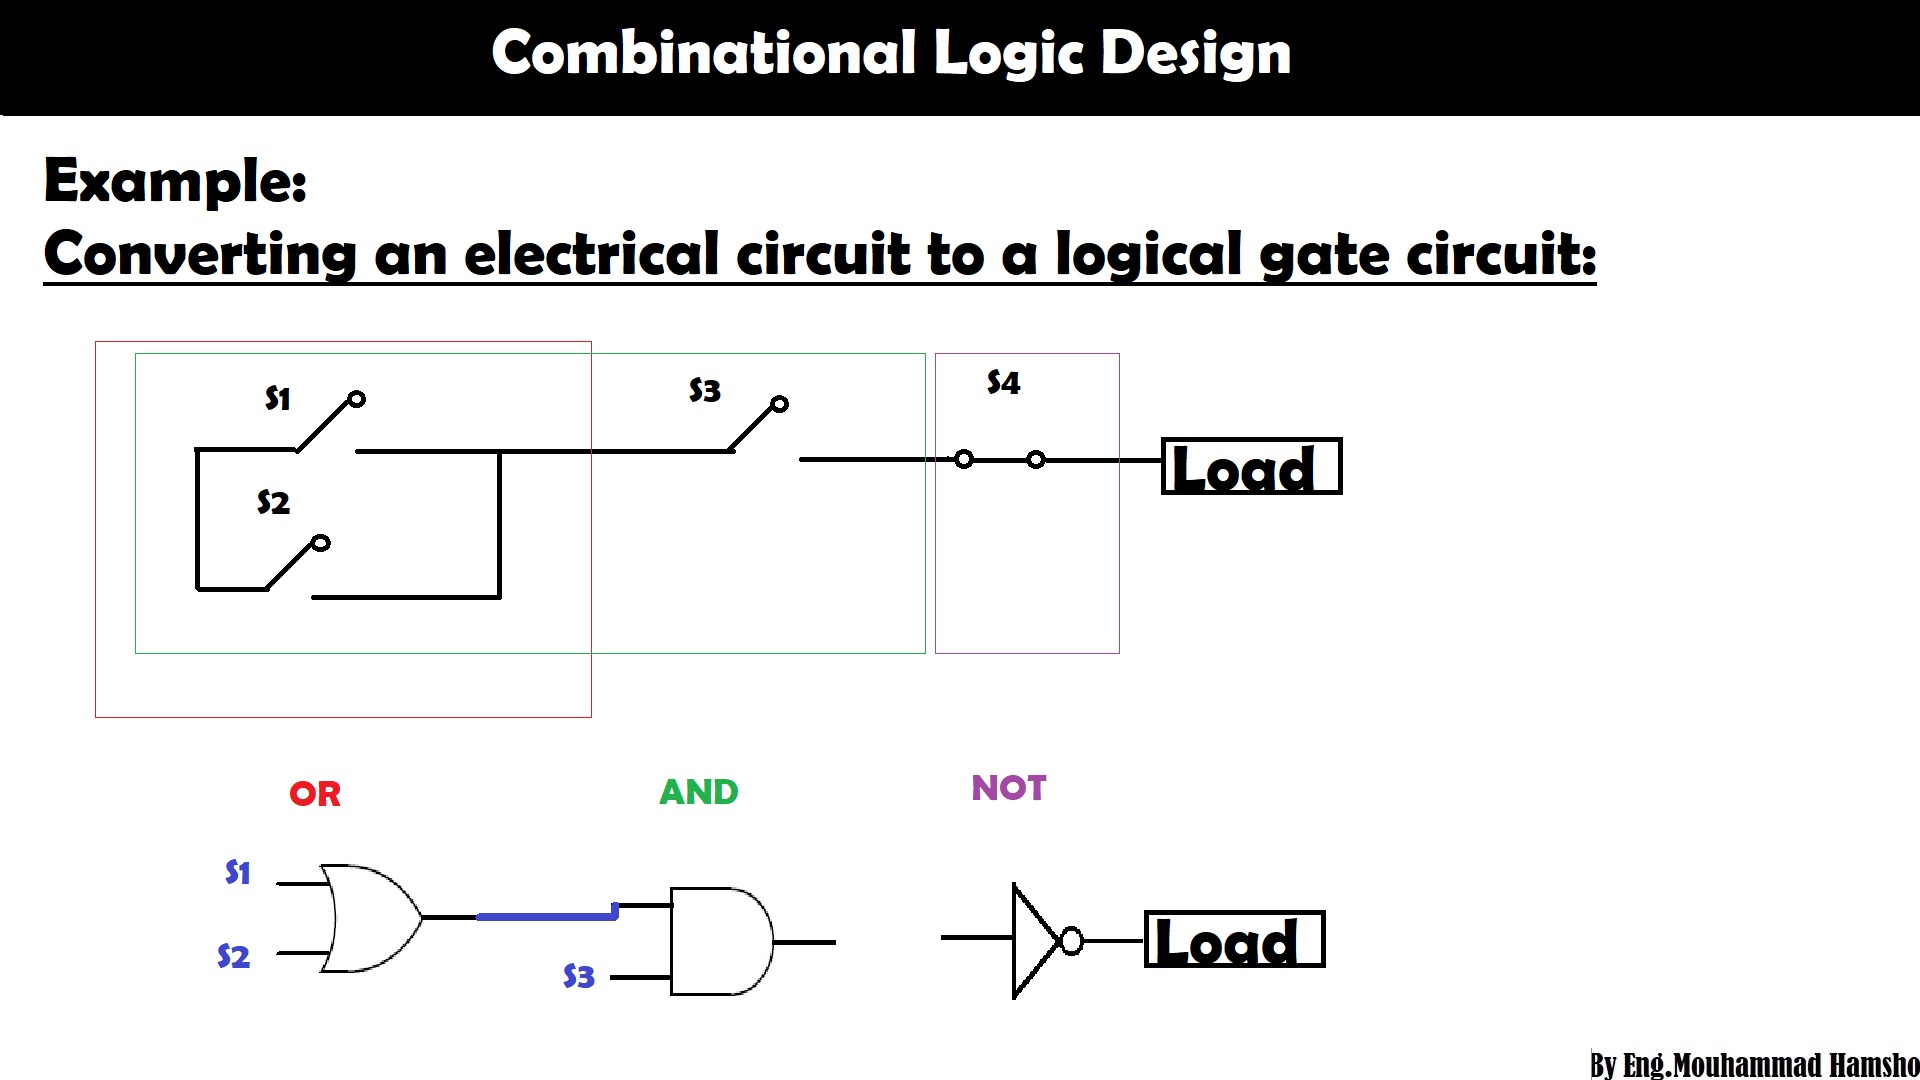 Combinational Logic Design
Example:
Converting an electrical circuit to a logical gate circuit:
S1
S3
S4
Load
S2
OR
AND
NOT
S1
S2
S3
Load
By Eng.Mouhammad Hamsho